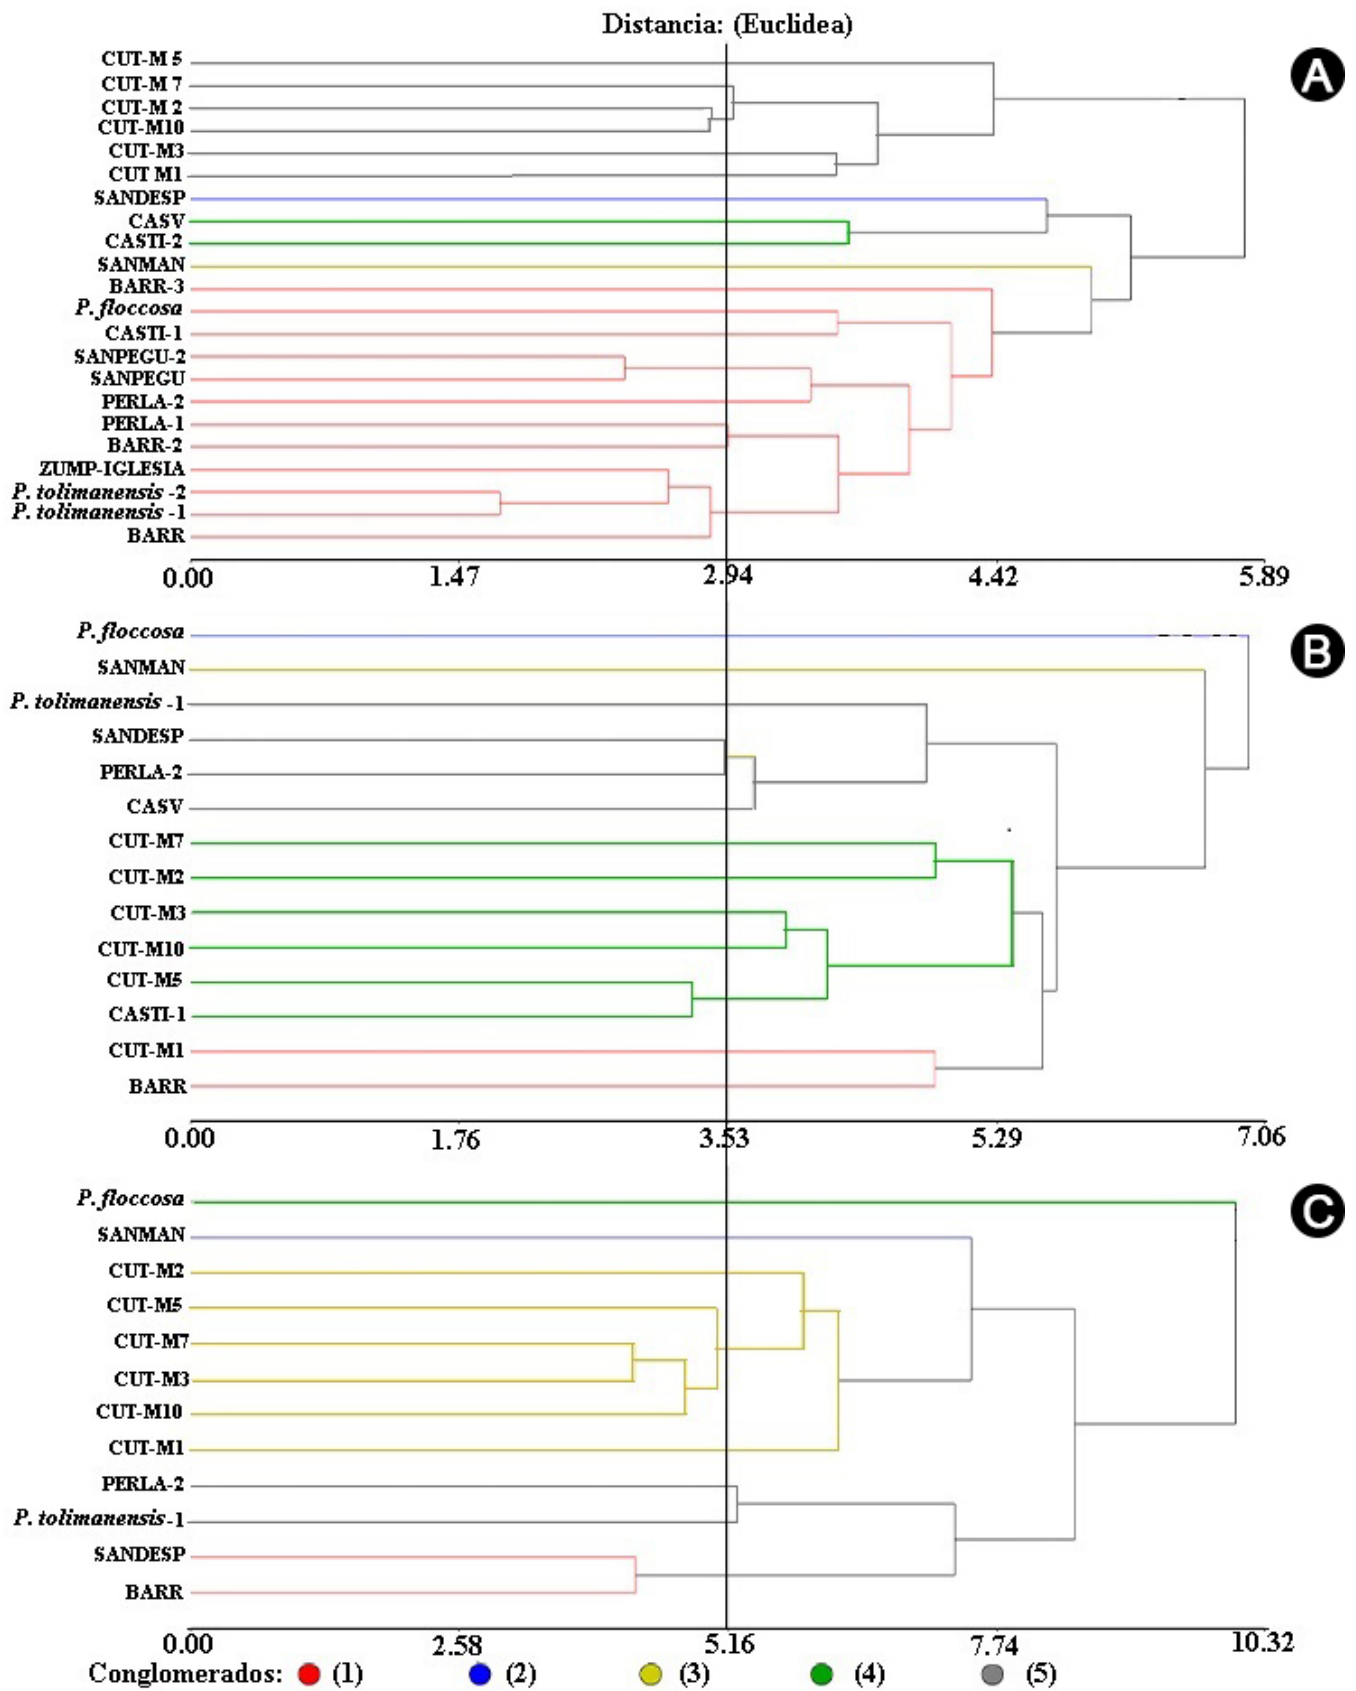 Distancia: (Euclidea)
A
CUT-M 5
CUT-M 7
CUT-M 2
CUT-M10
CUT-M3
CUT M1
SANDESP
CASV
CASTI-2
SANMAN
BARR-3
P. floccosa
CASTI-1
SANPEGU-2
SANPEGU
PERLA-2
PERLA-1
BARR-2
ZUMP-IGLESIA
P. tolimanensis -2
P. tolimanensis -1
BARR
0.00 1.47 2.94 4.42 5.89
B
P. floccosa
SANMAN
P. tolimanensis -1
SANDESP
PERLA-2
CASV
CUT-M7
CUT-M2
CUT-M3
CUT-M10
CUT-M5
CASTI-1
CUT-M1
BARR
0.00 1.76 3.53 5.29 7.06
C
P. floccosa
SANMAN
CUT-M2
CUT-M5
CUT-M7
CUT-M3
CUT-M10
CUT-M1
PERLA-2
P. tolimanensis-1
SANDESP
BARR
0.00 2.58 5.16 7.74 10.32
Conglomerados: (1) (2) (3) (4) (5)